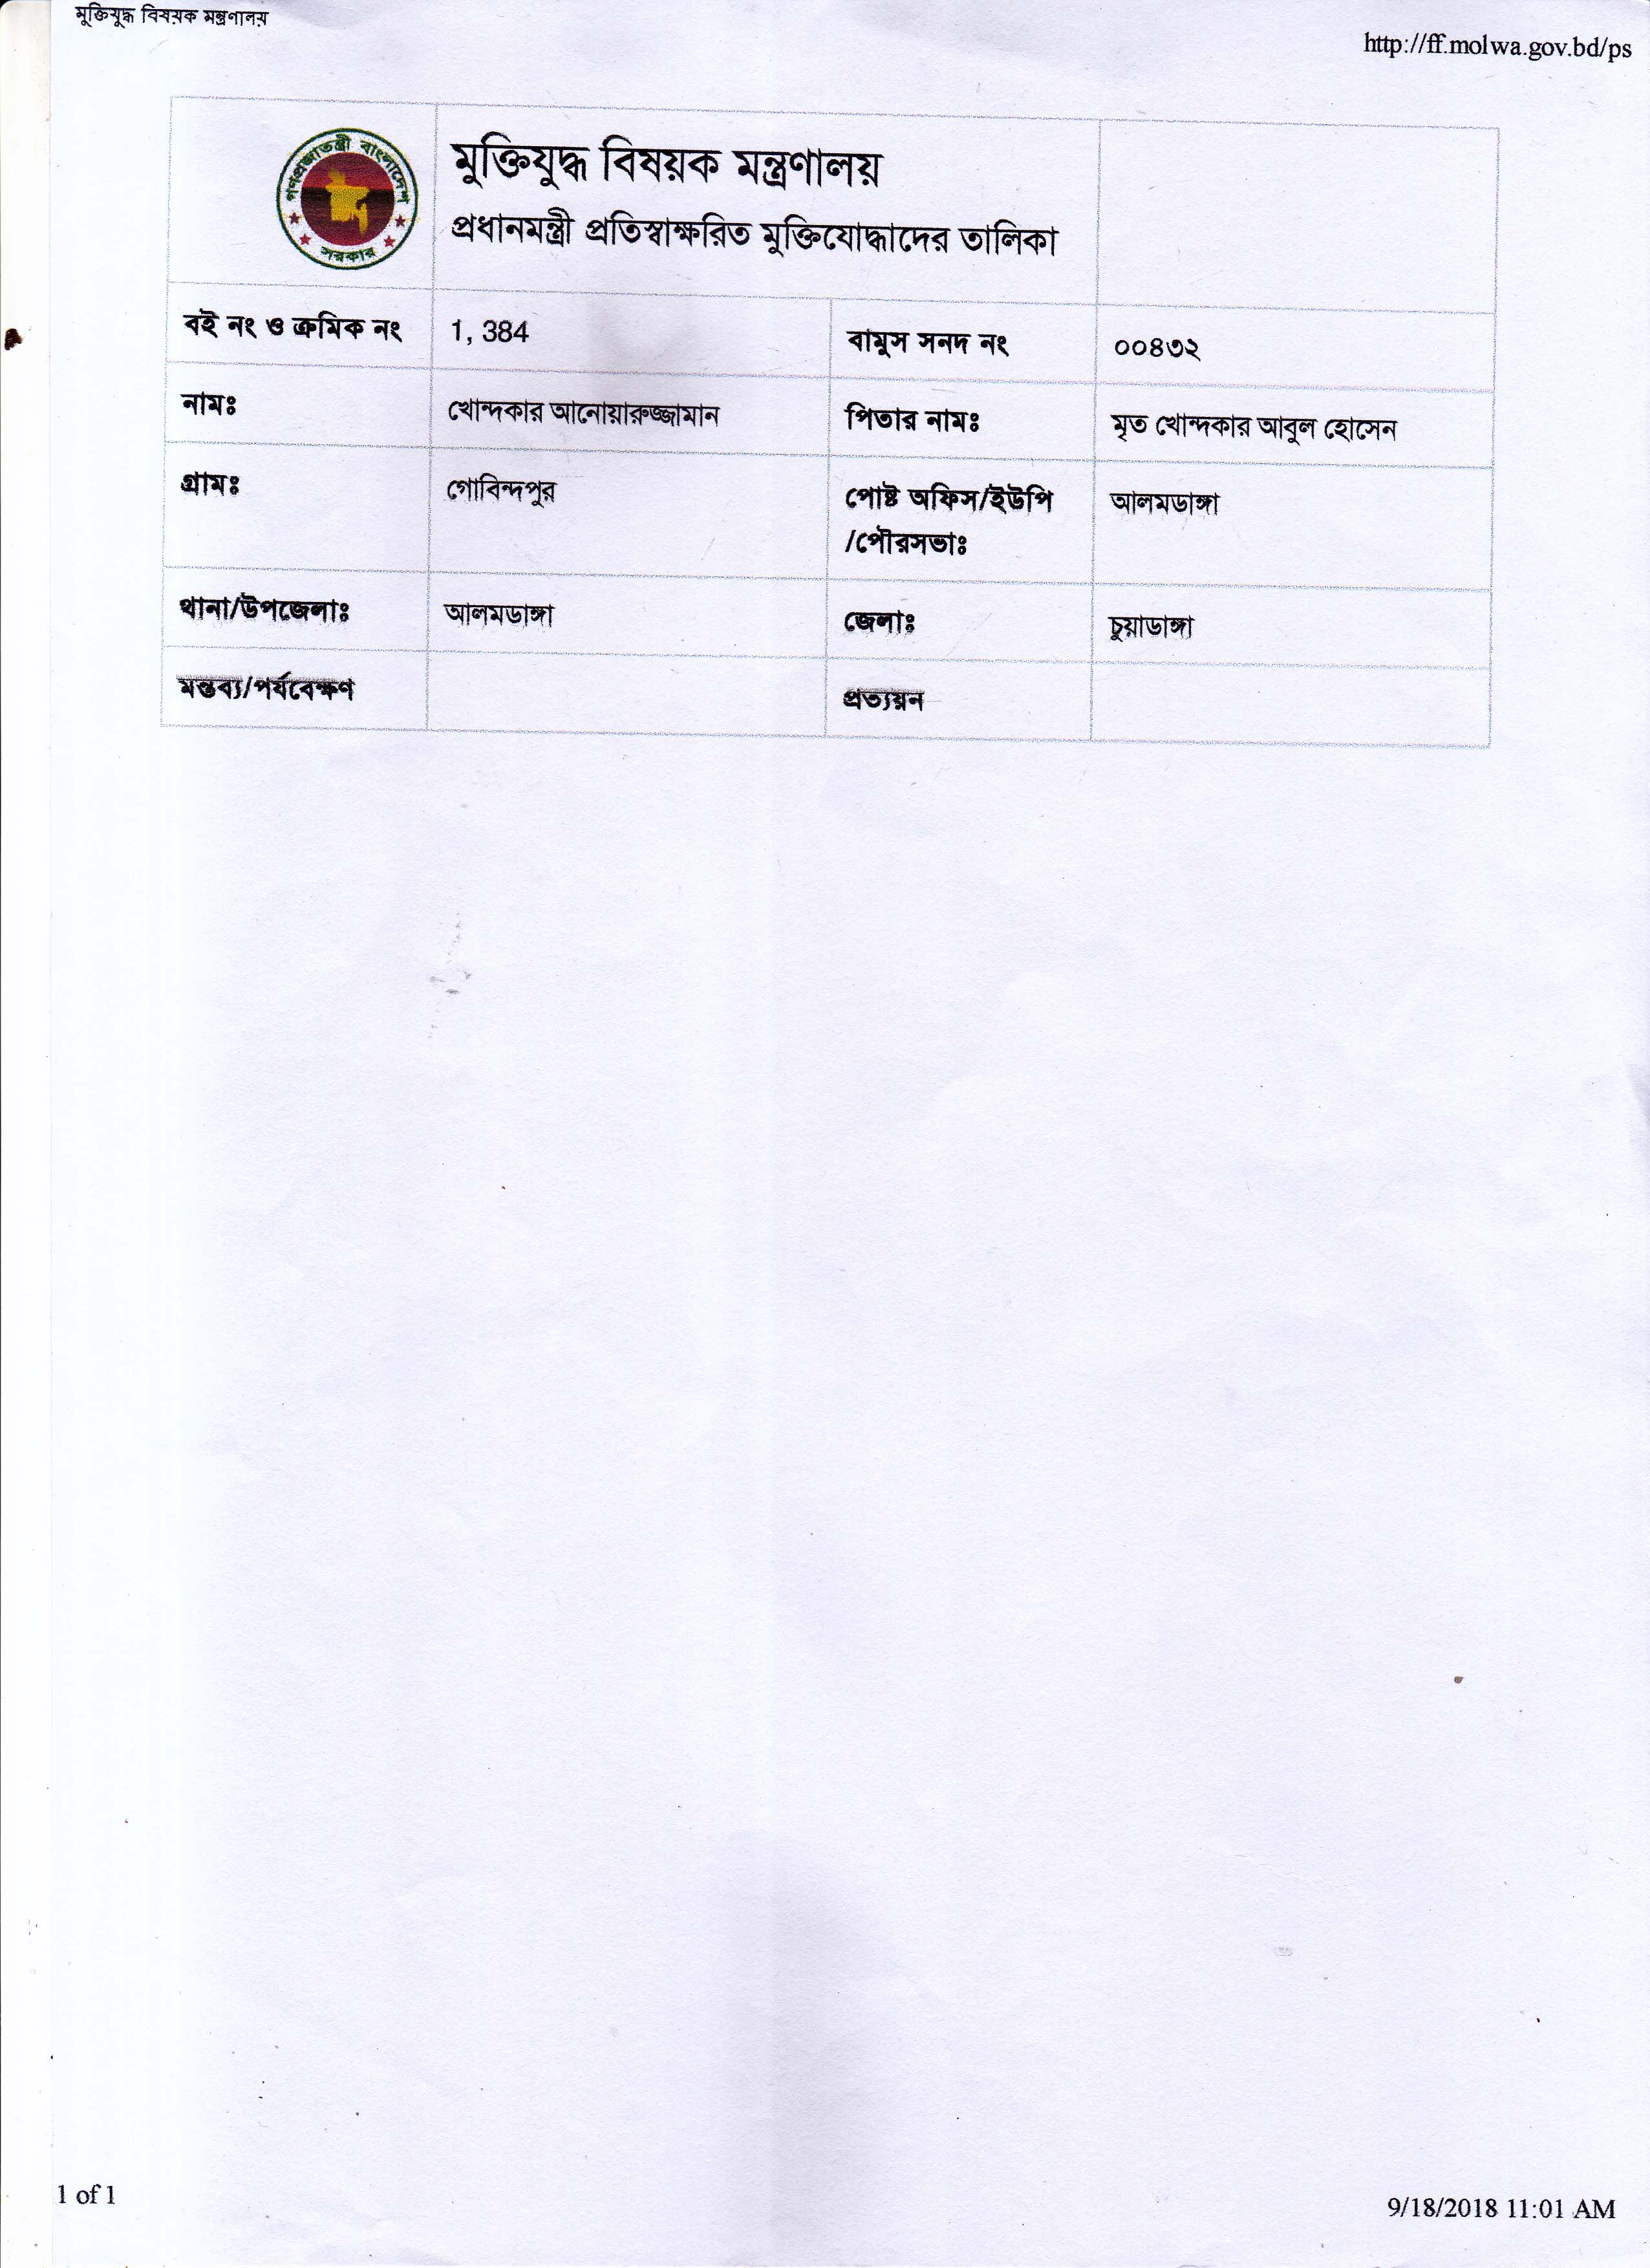 মুক্তিযুদ্ধ বিষয়ক মন্ত্রণালয়
http://ff.molwa.gov.bd/ps
গণপ্রজাতন্ত্রী বাংলাদেশ
সরকার
মুক্তিযুদ্ধ বিষয়ক মন্ত্রণালয়
প্রধানমন্ত্রী প্রতিস্বাক্ষরিত মুক্তিযোদ্ধাদের তালিকা
বই নং ও ক্রমিক নং 1, 384 বামুস সনদ নং ০০৪৩২
নামঃ খোন্দকার আনোয়ারুজ্জামান পিতার নামঃ মৃত খোন্দকার আবুল হোসেন
গ্রামঃ গোবিন্দপুর পোষ্ট অফিস/ইউপি আলমডাঙ্গা
/পৌরসভাঃ
থানা/উপজেলাঃ আলমডাঙ্গা জেলাঃ চুয়াডাঙ্গা
মন্তব্য/পর্যবেক্ষণ প্রত্যয়ন
1 of 1
9/18/2018 11:01 AM